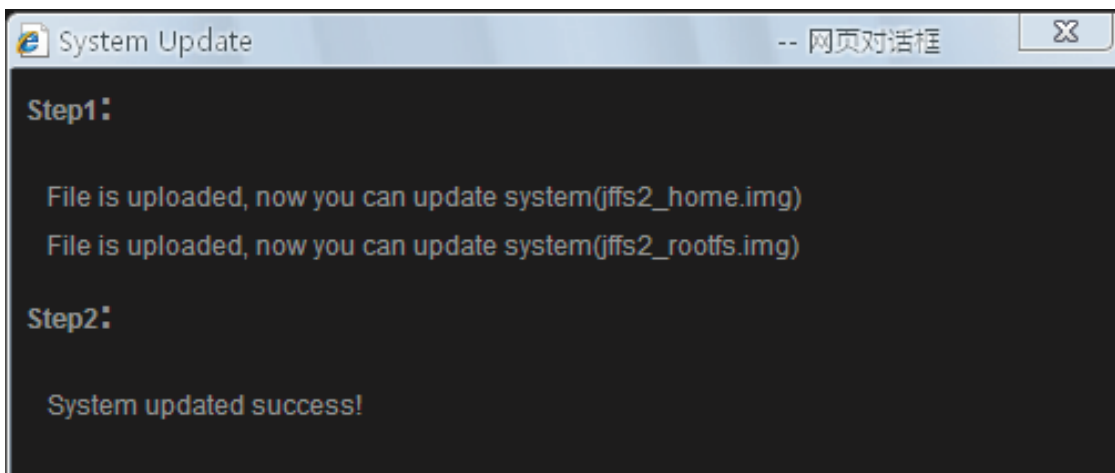 System Update -- 网页对话框
Step1:
File is uploaded, now you can update system(jffs2_home.img)
File is uploaded, now you can update system(jffs2_rootfs.img)
Step2:
System updated success!